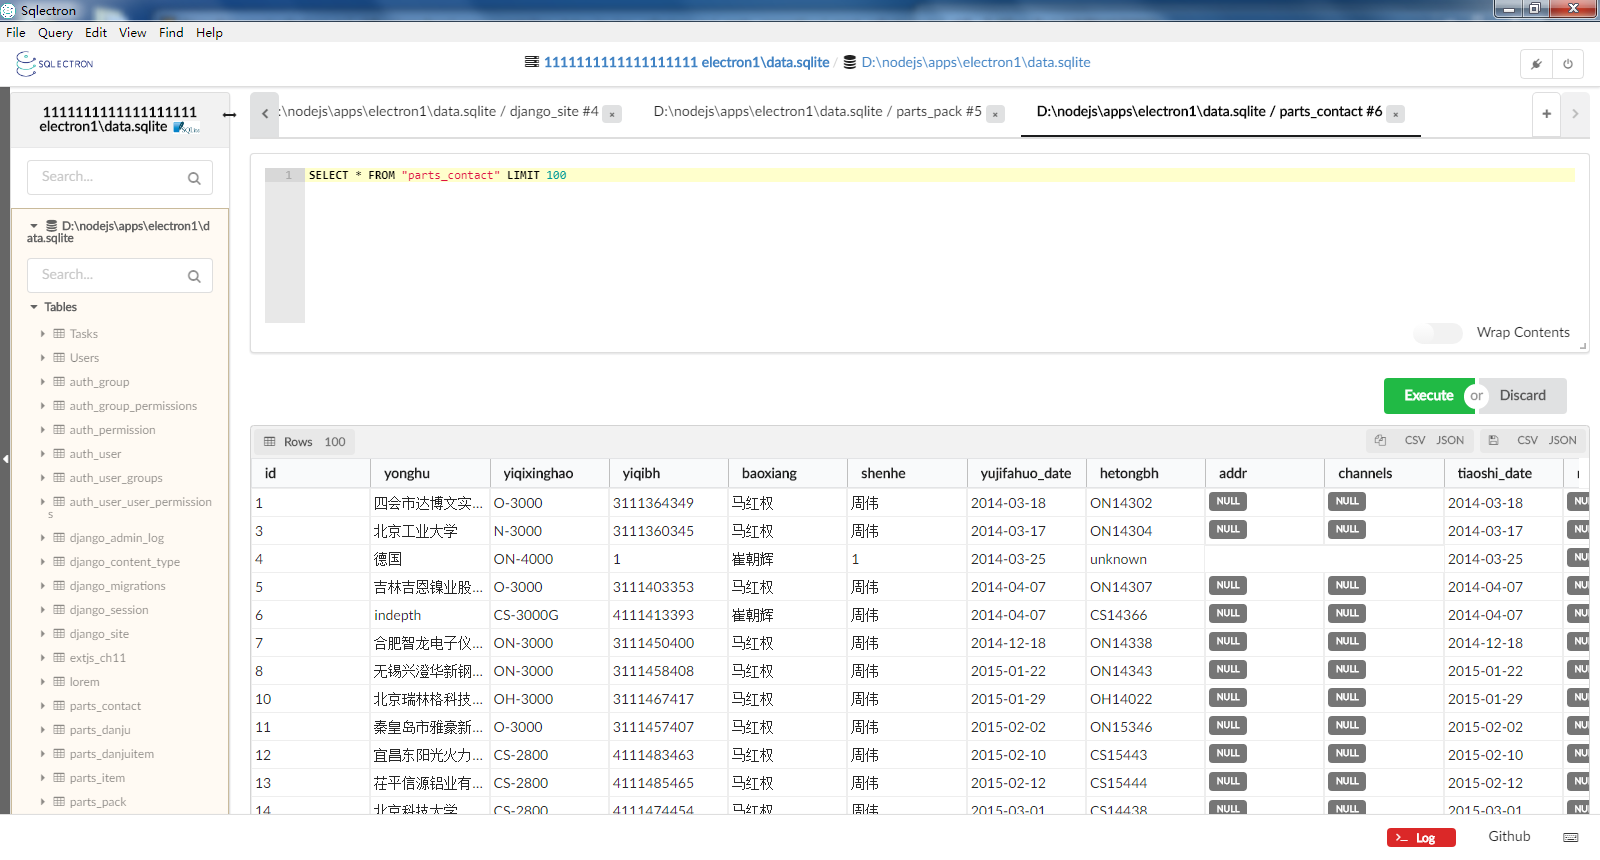 Sqlectron
File Query Edit View Find Help
SQLECTRON
1111111111111111111 electron1\data.sqlite / D:\nodejs\apps\electron1\data.sqlite
1111111111111111111
electron1\data.sqlite SQLite
Search...
D:\nodejs\apps\electron1\d
ata.sqlite
Search...
Tables
Tasks
Users
auth_group
auth_group_permissions
auth_permission
auth_user
auth_user_groups
auth_user_user_permission
s
django_admin_log
django_content_type
django_migrations
django_session
django_site
extjs_ch11
lorem
parts_contact
parts_danju
parts_danjuitem
parts_item
parts_pack
:\nodejs\apps\electron1\data.sqlite / django_site #4 × D:\nodejs\apps\electron1\data.sqlite / parts_pack #5 × D:\nodejs\apps\electron1\data.sqlite / parts_contact #6 × +
1 SELECT * FROM "parts_contact" LIMIT 100
Wrap Contents
Execute or Discard
Rows 100 CSV JSON CSV JSON
id yonghu yiqixinghao yiqibh baoxiang shenhe yujifahuo_date hetongbh addr channels tiaoshi_date
1 四会市达博文实... O-3000 3111364349 马红权 周伟 2014-03-18 ON14302 NULL NULL 2014-03-18 NU
3 北京工业大学 N-3000 3111360345 马红权 周伟 2014-03-17 ON14304 NULL NULL 2014-03-17 NU
4 德国 ON-4000 1 崔朝辉 1 2014-03-25 unknown 2014-03-25 NU
5 吉林吉恩镍业股... O-3000 3111403353 马红权 周伟 2014-04-07 ON14307 NULL NULL 2014-04-07 NU
6 indepth CS-3000G 4111413393 崔朝辉 周伟 2014-04-07 CS14366 NULL NULL 2014-04-07 NU
7 合肥智龙电子仪... ON-3000 3111450400 马红权 周伟 2014-12-18 ON14338 NULL NULL 2014-12-18 NU
8 无锡兴澄华新钢... ON-3000 3111458408 马红权 周伟 2015-01-22 ON14343 NULL NULL 2015-01-22 NU
10 北京瑞林格科技... OH-3000 3111467417 马红权 周伟 2015-01-29 OH14022 NULL NULL 2015-01-29 NU
11 秦皇岛市雅豪新... O-3000 3111457407 马红权 周伟 2015-02-02 ON15346 NULL NULL 2015-02-02 NU
12 宜昌东阳光火力... CS-2800 4111483463 马红权 周伟 2015-02-10 CS15443 NULL NULL 2015-02-10 NU
13 茌平信源铝业有... CS-2800 4111485465 马红权 周伟 2015-02-12 CS15444 NULL NULL 2015-02-12 NU
14 北京科技大学 CS-2800 4111474454 马红权 周伟 2015-03-01 CS14438 NULL NULL 2015-03-01 NU
Log Github